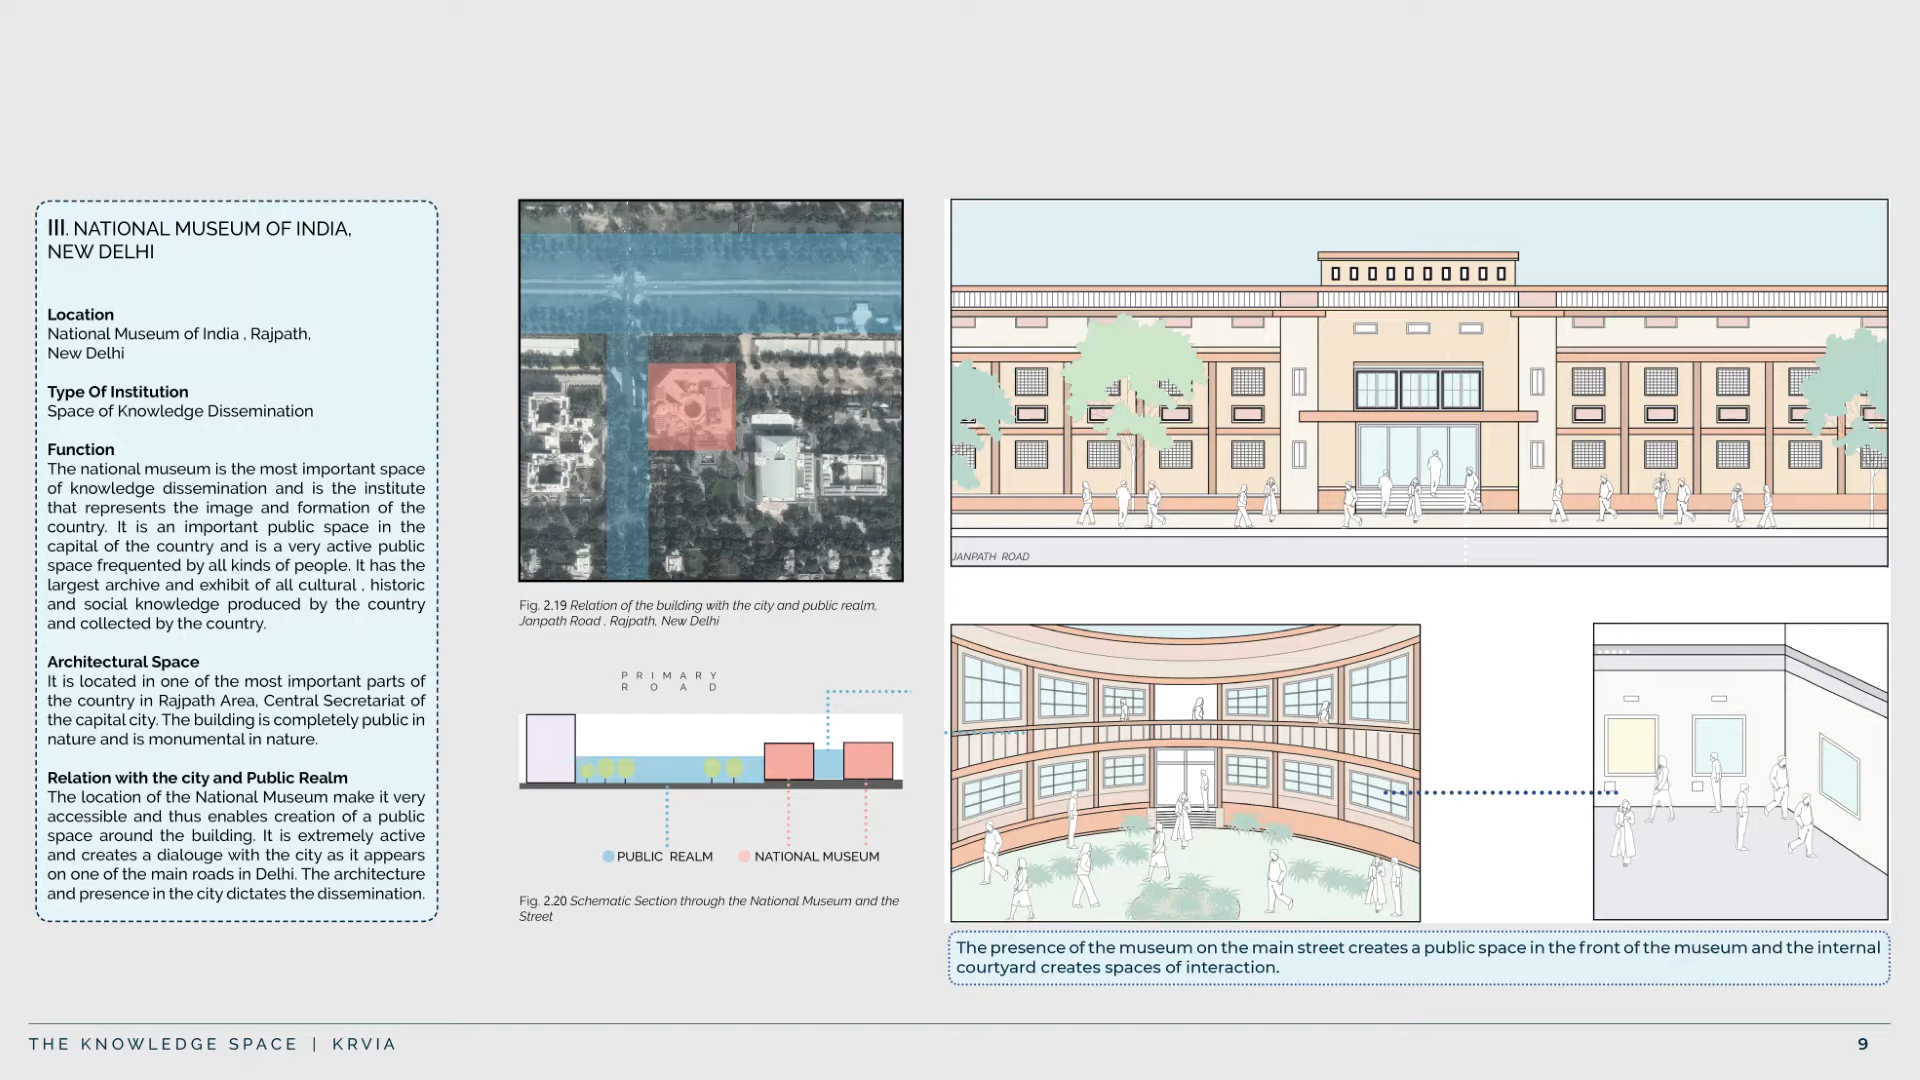 III. NATIONAL MUSEUM OF INDIA,
NEW DELHI
Location
National Museum of India , Rajpath,
New Delhi
Type Of Institution
Space of Knowledge Dissemination
Function
The national museum is the most important space
of knowledge dissemination and is the institute
that represents the image and formation of the
country. It is an important public space in the
capital of the country and is a very active public
space frequented by all kinds of people. It has the
largest archive and exhibit of all cultural , historic
and social knowledge produced by the country
and collected by the country.
Architectural Space
It is located in one of the most important parts of
the country in Rajpath Area, Central Secretariat of
the capital city. The building is completely public in
nature and is monumental in nature.
Relation with the city and Public Realm
The location of the National Museum make it very
accessible and thus enables creation of a public
space around the building. It is extremely active
and creates a dialouge with the city as it appears
on one of the main roads in Delhi. The architecture
and presence in the city dictates the dissemination.
Fig. 2.19 Relation of the building with the city and public realm,
Janpath Road , Rajpath, New Delhi
PRIMARY
ROAD
PUBLIC REALM
NATIONAL MUSEUM
Fig. 2.20 Schematic Section through the National Museum and the
Street
JANPATH ROAD
The presence of the museum on the main street creates a public space in the front of the museum and the internal
courtyard creates spaces of interaction.
THE KNOWLEDGE SPACE | KRVIA
9